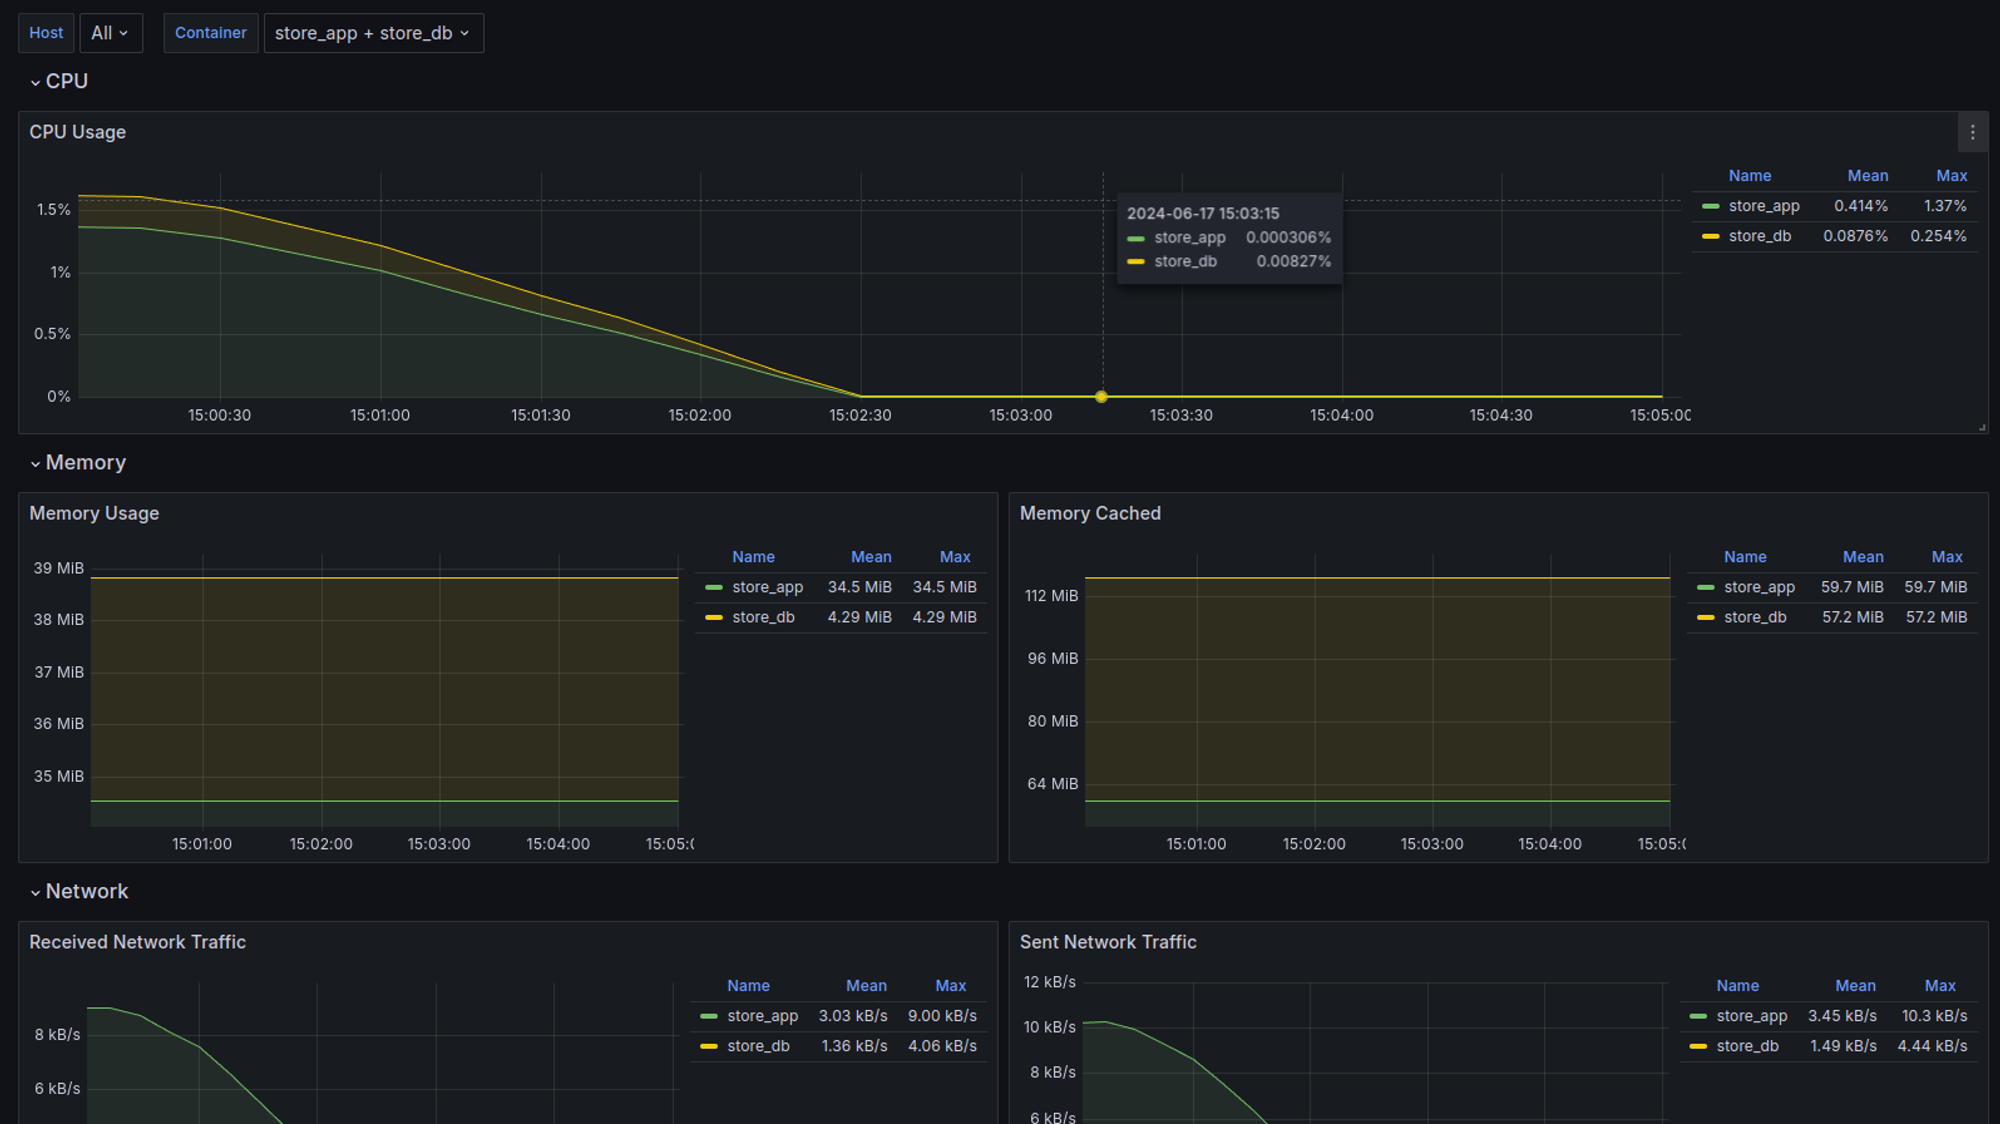 Host All Container store_app + store_db
CPU
CPU Usage
Name Mean Max
store_app 0.414% 1.37%
store_db 0.0876% 0.254%
1.5%
1%
0.5%
0%
2024-06-17 15:03:15
store_app 0.000306%
store_db 0.00827%
15:00:30 15:01:00 15:01:30 15:02:00 15:02:30 15:03:00 15:03:30 15:04:00 15:04:30 15:05:00
Memory
Memory Usage
39 MiB
38 MiB
37 MiB
36 MiB
35 MiB
15:01:00 15:02:00 15:03:00 15:04:00 15:05:0
Name Mean Max
store_app 34.5 MiB 34.5 MiB
store_db 4.29 MiB 4.29 MiB
Memory Cached
112 MiB
96 MiB
80 MiB
64 MiB
15:01:00 15:02:00 15:03:00 15:04:00 15:05:0
Name Mean Max
store_app 59.7 MiB 59.7 MiB
store_db 57.2 MiB 57.2 MiB
Network
Received Network Traffic
8 kB/s
6 kB/s
Name Mean Max
store_app 3.03 kB/s 9.00 kB/s
store_db 1.36 kB/s 4.06 kB/s
Sent Network Traffic
12 kB/s
10 kB/s
8 kB/s
6 kB/s
Name Mean Max
store_app 3.45 kB/s 10.3 kB/s
store_db 1.49 kB/s 4.44 kB/s